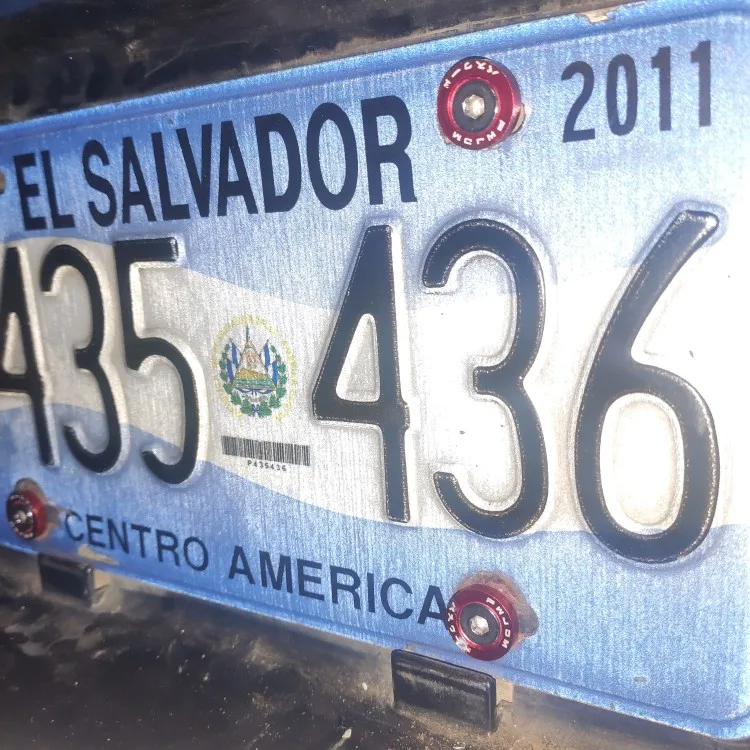 2011
EL SALVADOR
435 436
P435436
CENTRO AMERICA